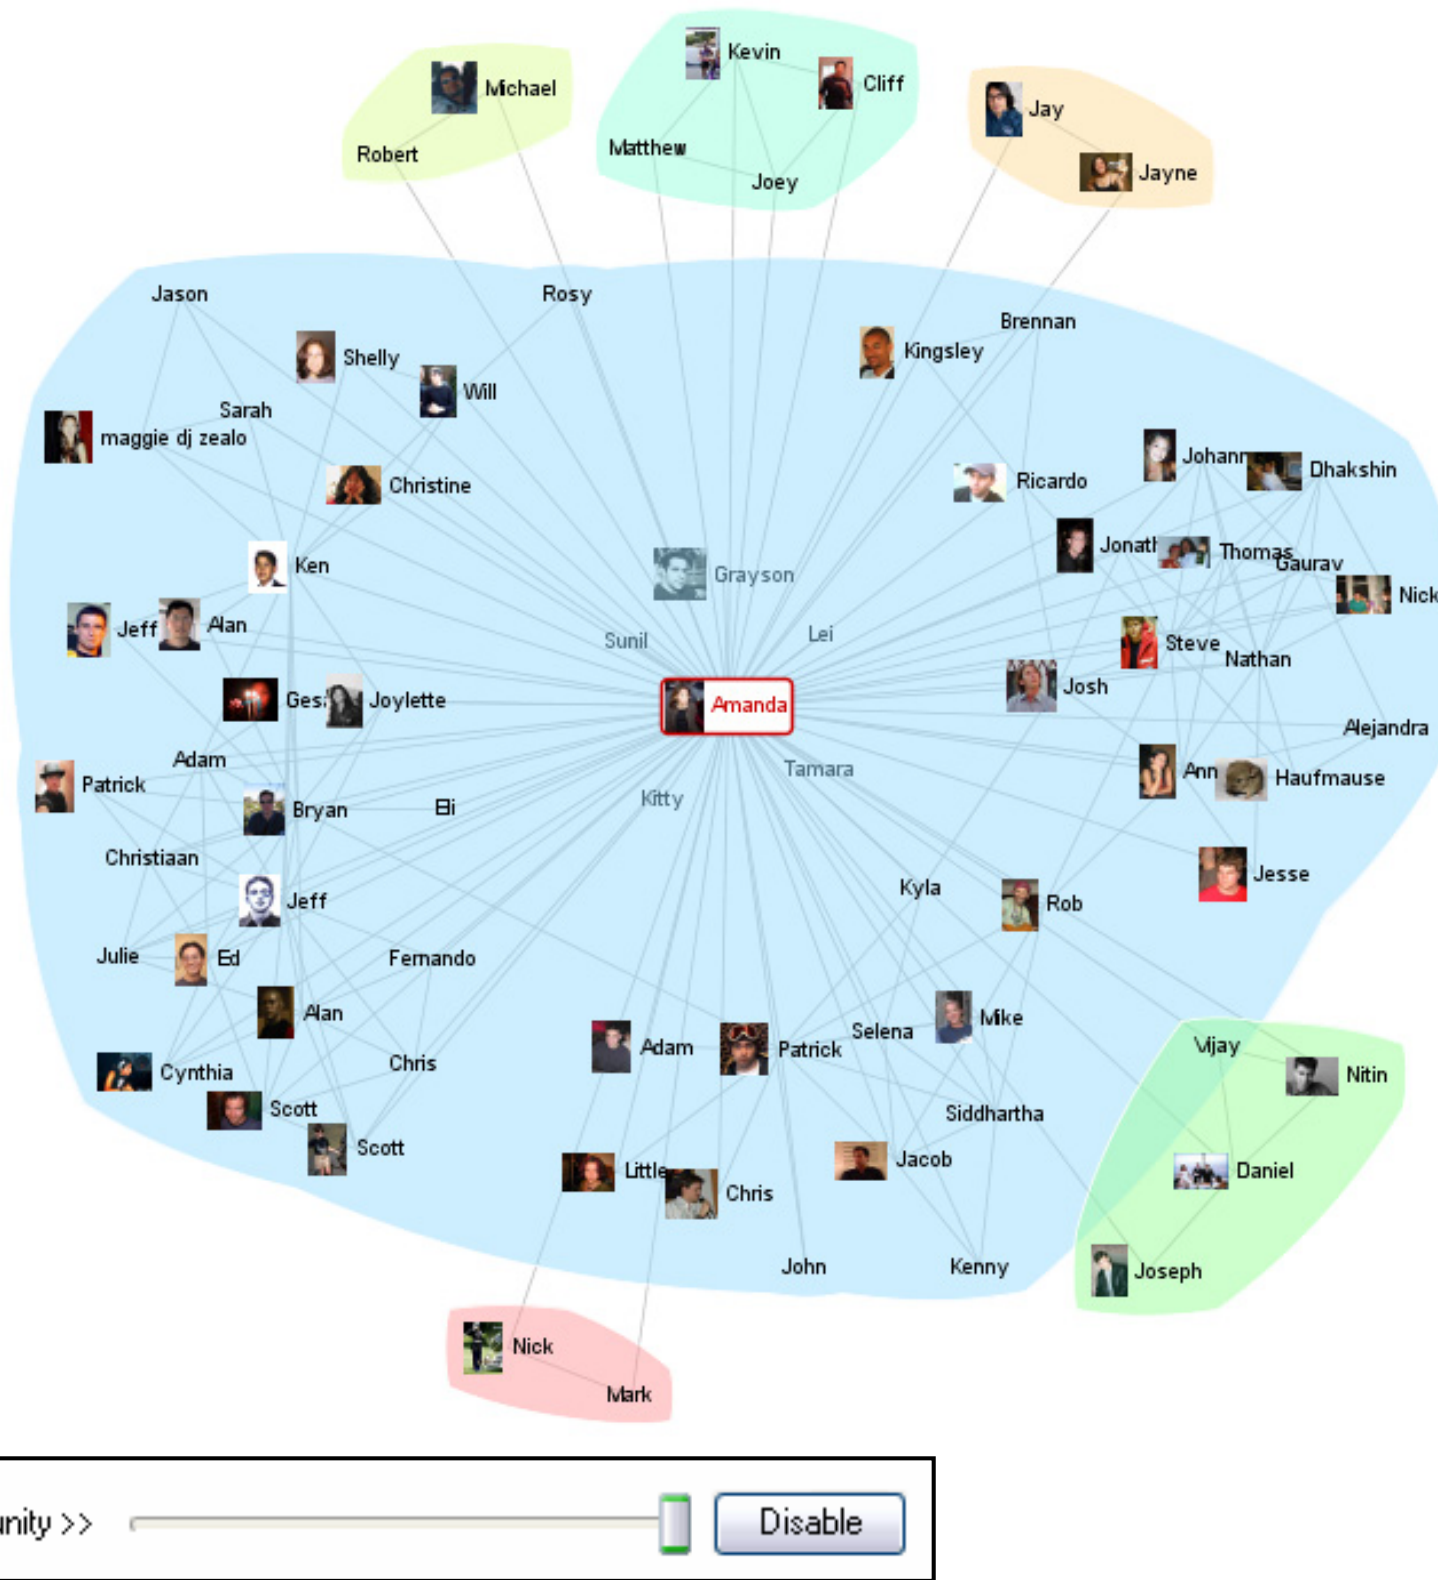 Kevin
Cliff
Michael
Jay
Matthew
Robert
Jayne
Joey
Jason
Rosy
Brennan
Kingsley
Shelly
Will
Sarah
maggie dj zealo
Johann
Dhakshin
Ricardo
Christine
Jonath
Thomas
Gaurav
Ken
Grayson
Nick
Jeff
Alan
Sunil
Lei
Steve
Nathan
Josh
Ges
Joylette
Amanda
Alejandra
Adam
Tamara
Ann
Haufmause
Patrick
Kitty
Bryan
Eli
Christiaan
Jesse
Kyla
Jeff
Rob
Julie
Ed
Fernando
Alan
Mike
Selena
Adam
Patrick
Vijay
Chris
Cynthia
Nitin
Scott
Siddhartha
Scott
Jacob
Little
Chris
Daniel
John
Kenny
Joseph
Nick
Mark
unity >>
Disable